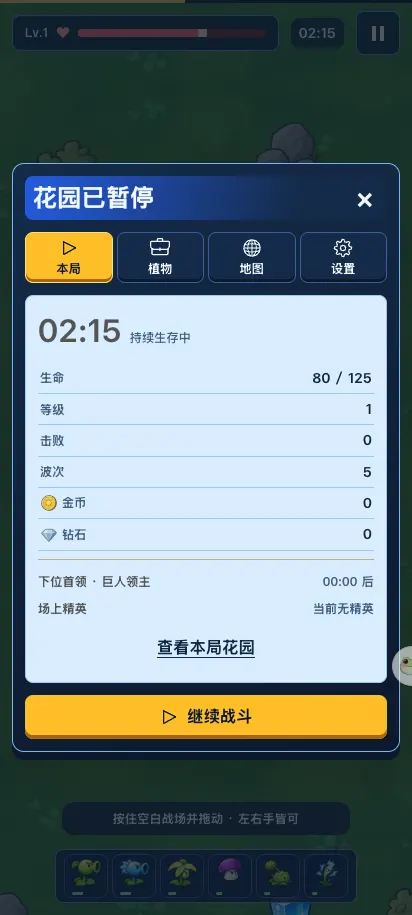 Lv.1
02:15
花园已暂停
本局
植物
地图
设置
02:15 持续生存中
生命 80 / 125
等级 1
击败 0
波次 5
金币 0
钻石 0
下位首领 · 巨人领主 00:00 后
场上精英 当前无精英
查看本局花园
继续战斗
按住空白战场并拖动 · 左右手皆可